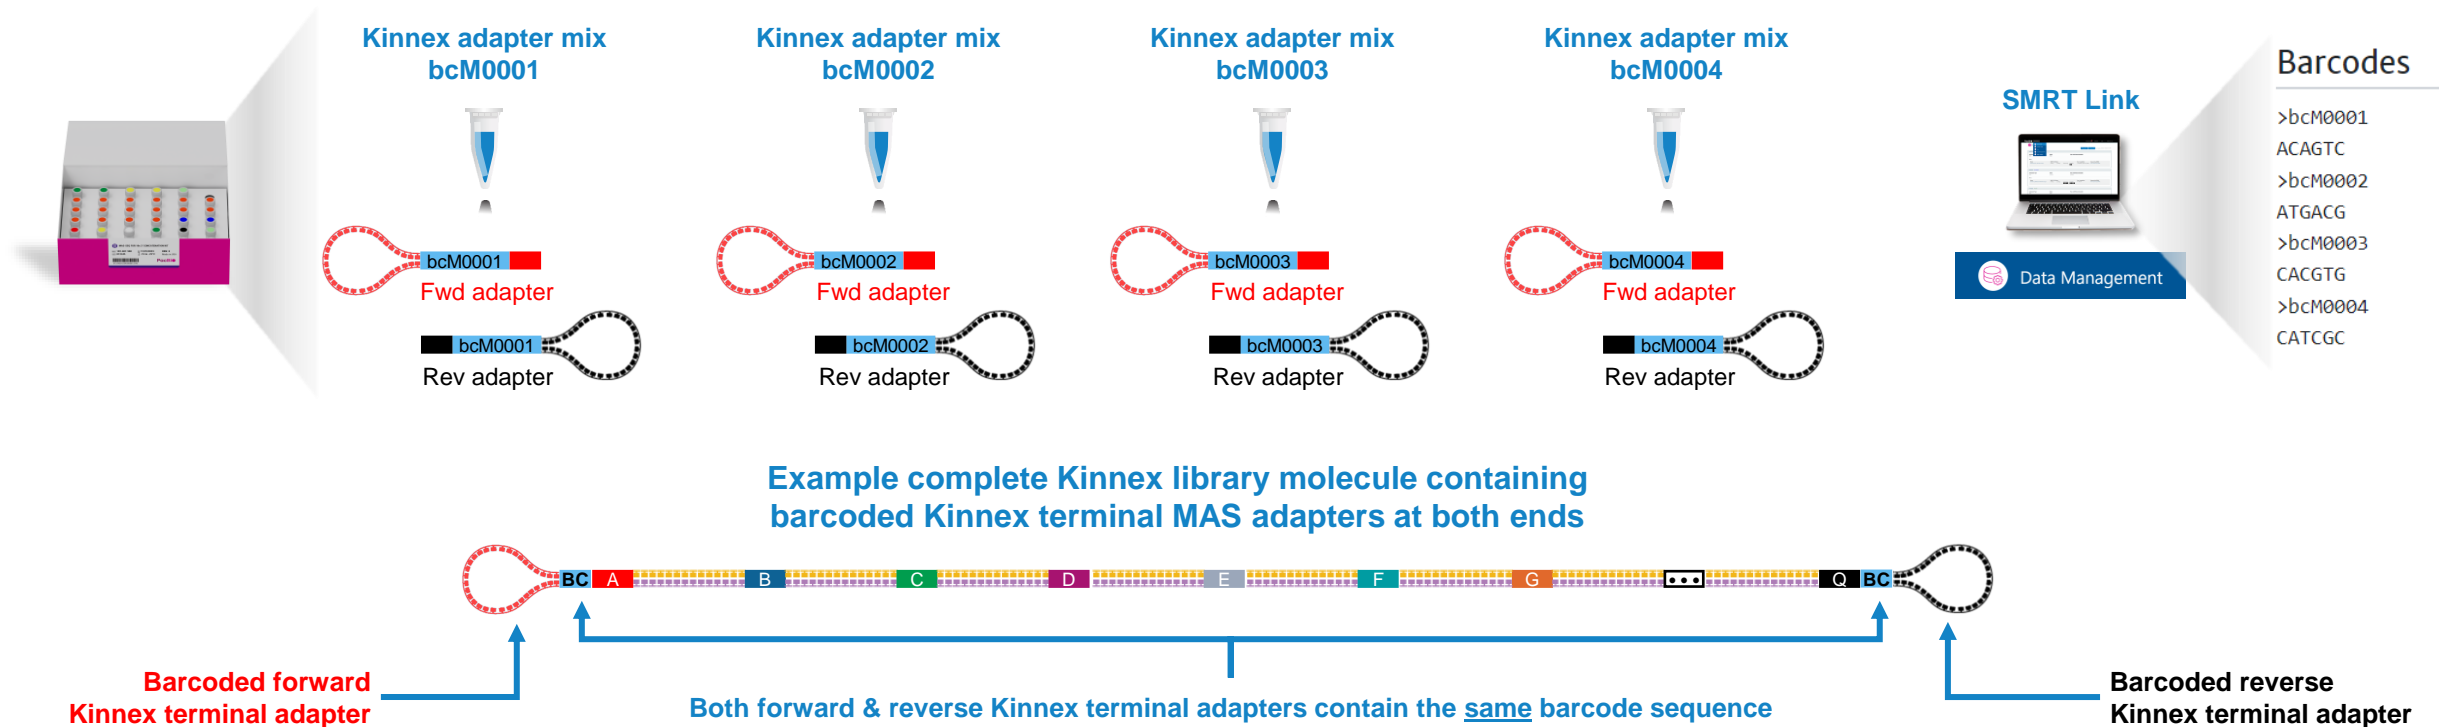 Kinnex adapter mix
bcM0001
Kinnex adapter mix
bcM0002
Kinnex adapter mix
bcM0003
Kinnex adapter mix
bcM0004
bcM0001
Fwd adapter
bcM0001
Rev adapter
bcM0002
Fwd adapter
bcM0002
Rev adapter
bcM0003
Fwd adapter
bcM0003
Rev adapter
bcM0004
Fwd adapter
bcM0004
Rev adapter
SMRT Link
Data Management
Barcodes
>bcM0001
ACAGTC
>bcM0002
ATGACG
>bcM0003
CACGTG
>bcM0004
CATCGC
Example complete Kinnex library molecule containing
barcoded Kinnex terminal MAS adapters at both ends
BC A B C D E F G ... Q BC
Barcoded forward
Kinnex terminal adapter
Both forward & reverse Kinnex terminal adapters contain the same barcode sequence
Barcoded reverse
Kinnex terminal adapter